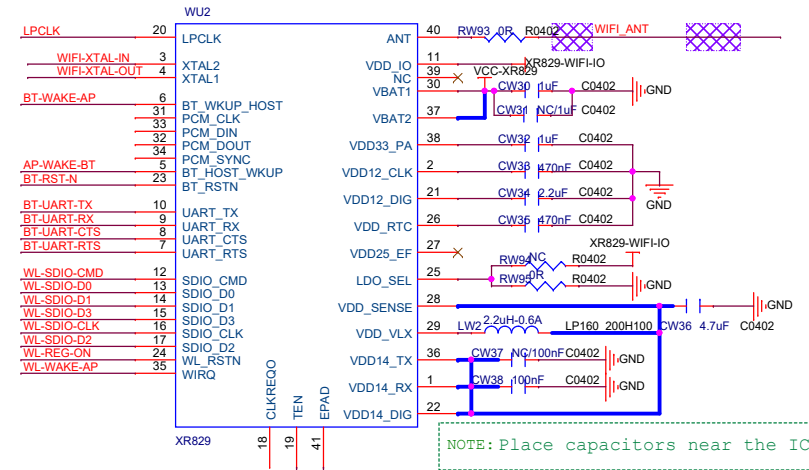 WU2
LPCLK 20 LPCLK ANT 40 RW93 0R R0402 WIFI_ANT
WIFI-XTAL-IN 3 XTAL2 VDD_IO 11 XR829-WIFI-IO
WIFI-XTAL-OUT 4 XTAL1 NC 39 VCC-XR829
VBAT1 30 CW30 1uF C0402 GND
BT-WAKE-AP 6 BT_WKUP_HOST CW31 NC/1uF C0402
31 PCM_CLK VBAT2 37
33 PCM_DIN
32 PCM_DOUT VDD33_PA 38 CW32 1uF C0402
34 PCM_SYNC
AP-WAKE-BT 5 BT_HOST_WKUP VDD12_CLK 2 CW33 470nF C0402
BT-RST-N 23 BT_RSTN
VDD12_DIG 21 CW34 2.2uF C0402 GND
BT-UART-TX 10 UART_TX
BT-UART-RX 9 UART_RX VDD_RTC 26 CW35 470nF C0402
BT-UART-CTS 8 UART_CTS
BT-UART-RTS 7 UART_RTS VDD25_EF 27 XR829-WIFI-IO
RW94 NC R0402
WL-SDIO-CMD 12 SDIO_CMD LDO_SEL 25 RW95 0R R0402 GND
WL-SDIO-D0 13 SDIO_D0
WL-SDIO-D1 14 SDIO_D1 VDD_SENSE 28 GND
WL-SDIO-D3 15 SDIO_D3
WL-SDIO-CLK 16 SDIO_CLK VDD_VLX 29 LW2 2.2uH-0.6A LP160 200H100 CW36 4.7uF C0402
WL-SDIO-D2 17 SDIO_D2
WL-REG-ON 24 WL_RSTN VDD14_TX 36 CW37 NC/100nF C0402 GND
WL-WAKE-AP 35 WIRQ
VDD14_RX 1 CW38 100nF C0402 GND
CLKREQO TEN EPAD VDD14_DIG 22
XR829 18 19 41
NOTE: Place capacitors near the IC